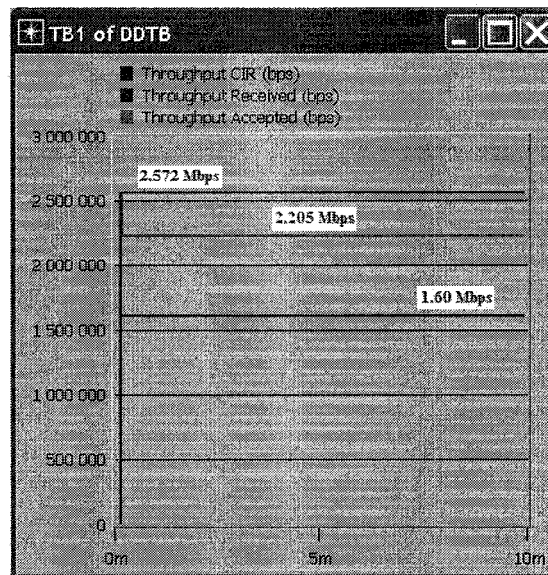 TB1 of DDTB
Throughput CIR (bps)
Throughput Received (bps)
Throughput Accepted (bps)
3 000 000
2.572 Mbps
2 500 000
2.205 Mbps
2 000 000
1.60 Mbps
1 500 000
1 000 000
500 000
0
0m 5m 10m